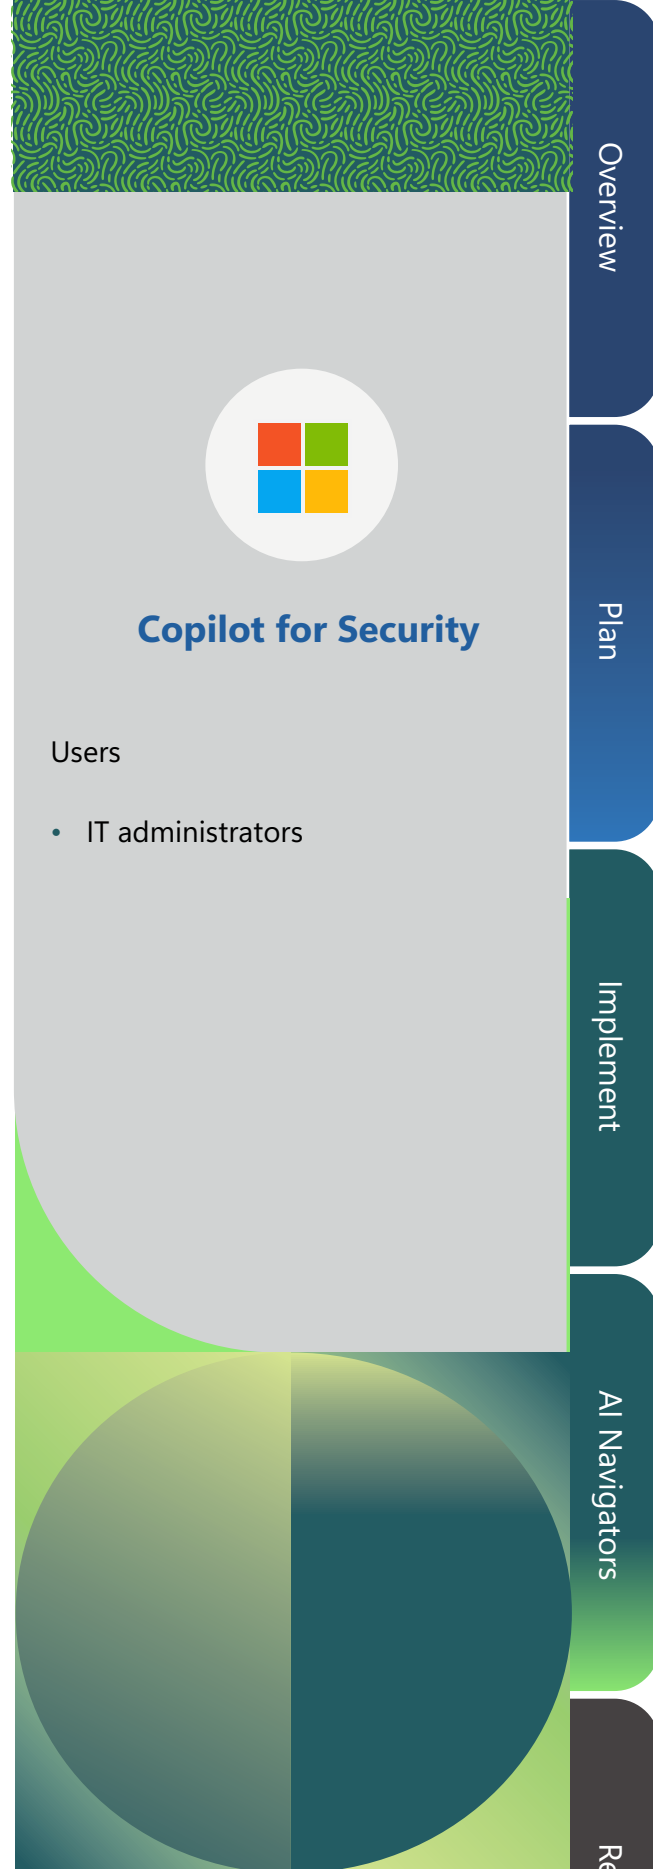 Copilot for Security
Users
• IT administrators
Overview
Plan
Implement
AI Navigators